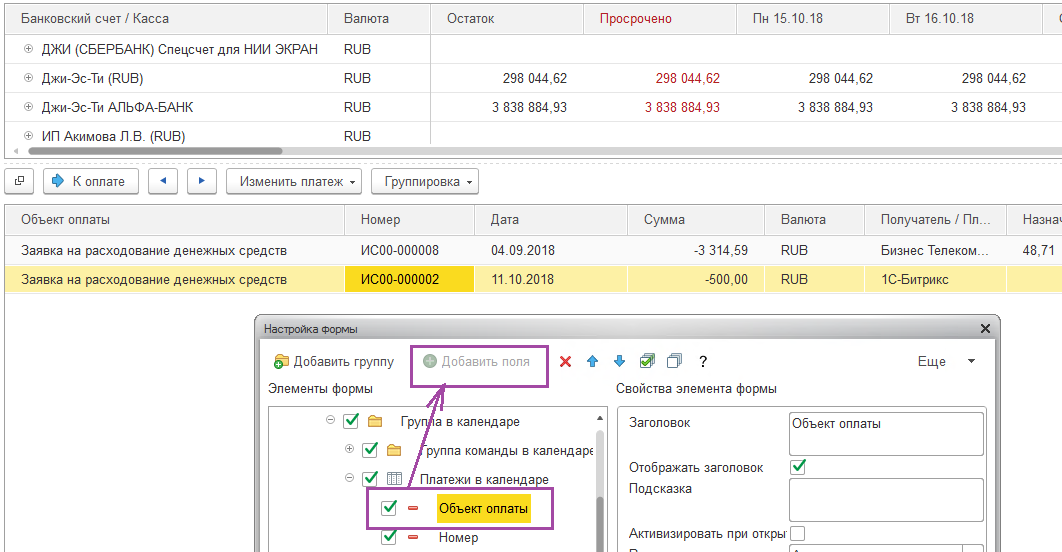 Банковский счет / Касса Валюта Остаток Просрочено Пн 15.10.18 Вт 16.10.18
ДЖИ (СБЕРБАНК) Спецсчет для НИИ ЭКРАН RUB
Джи-Эс-Ти (RUB) RUB 298 044,62 298 044,62 298 044,62 298 044,62
Джи-Эс-Ти АЛЬФА-БАНК RUB 3 838 884,93 3 838 884,93 3 838 884,93 3 838 884,93
ИП Акимова Л.В. (RUB) RUB
К оплате Изменить платеж Группировка
Объект оплаты Номер Дата Сумма Валюта Получатель / Пл... Назнач
Заявка на расходование денежных средств ИС00-000008 04.09.2018 -3 314,59 RUB Бизнес Телеком... 48,71
Заявка на расходование денежных средств ИС00-000002 11.10.2018 -500,00 RUB 1С-Битрикс
Настройка формы
Добавить группу Добавить поля ? Еще
Элементы формы Свойства элемента формы
Группа в календаре Заголовок Объект оплаты
Группа команды в календаре
Отображать заголовок
Платежи в календаре Подсказка
Объект оплаты
Активизировать при откры
Номер